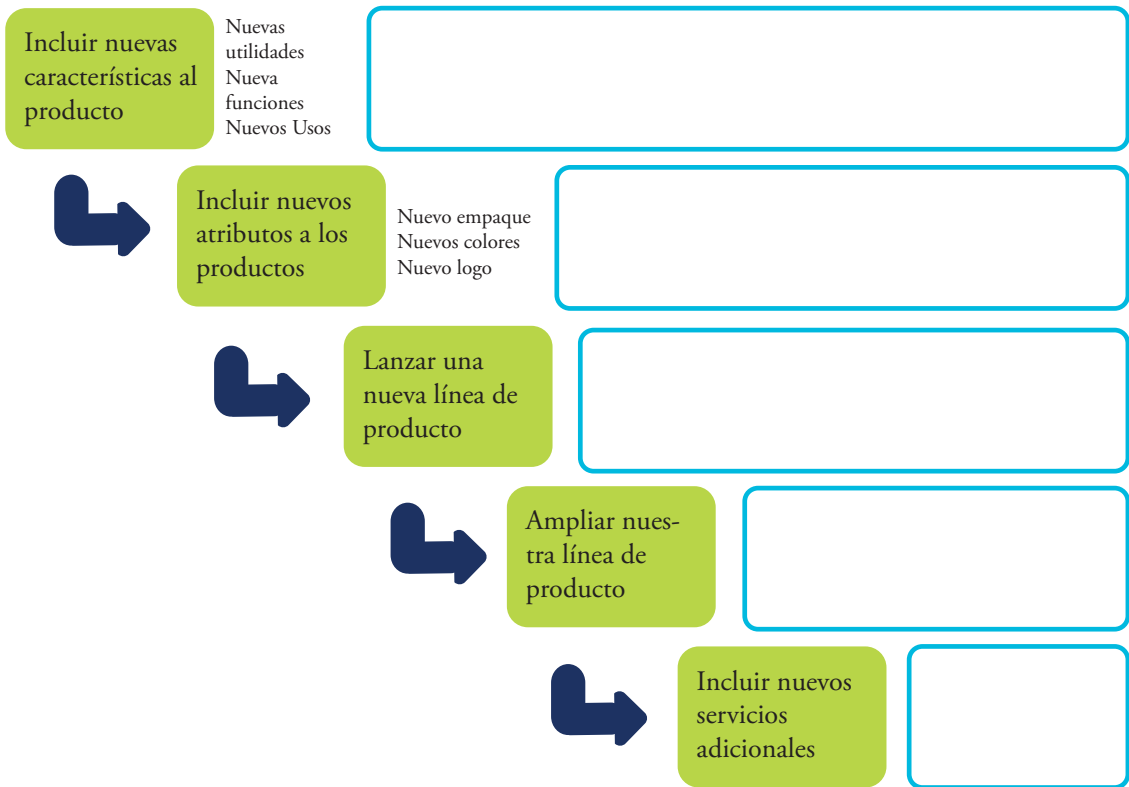 Incluir nuevas
características al
producto
Nuevas
utilidades
Nueva
funciones
Nuevos Usos
Incluir nuevos
atributos a los
productos
Nuevo empaque
Nuevos colores
Nuevo logo
Lanzar una
nueva línea de
producto
Ampliar nues-
tra línea de
producto
Incluir nuevos
servicios
adicionales